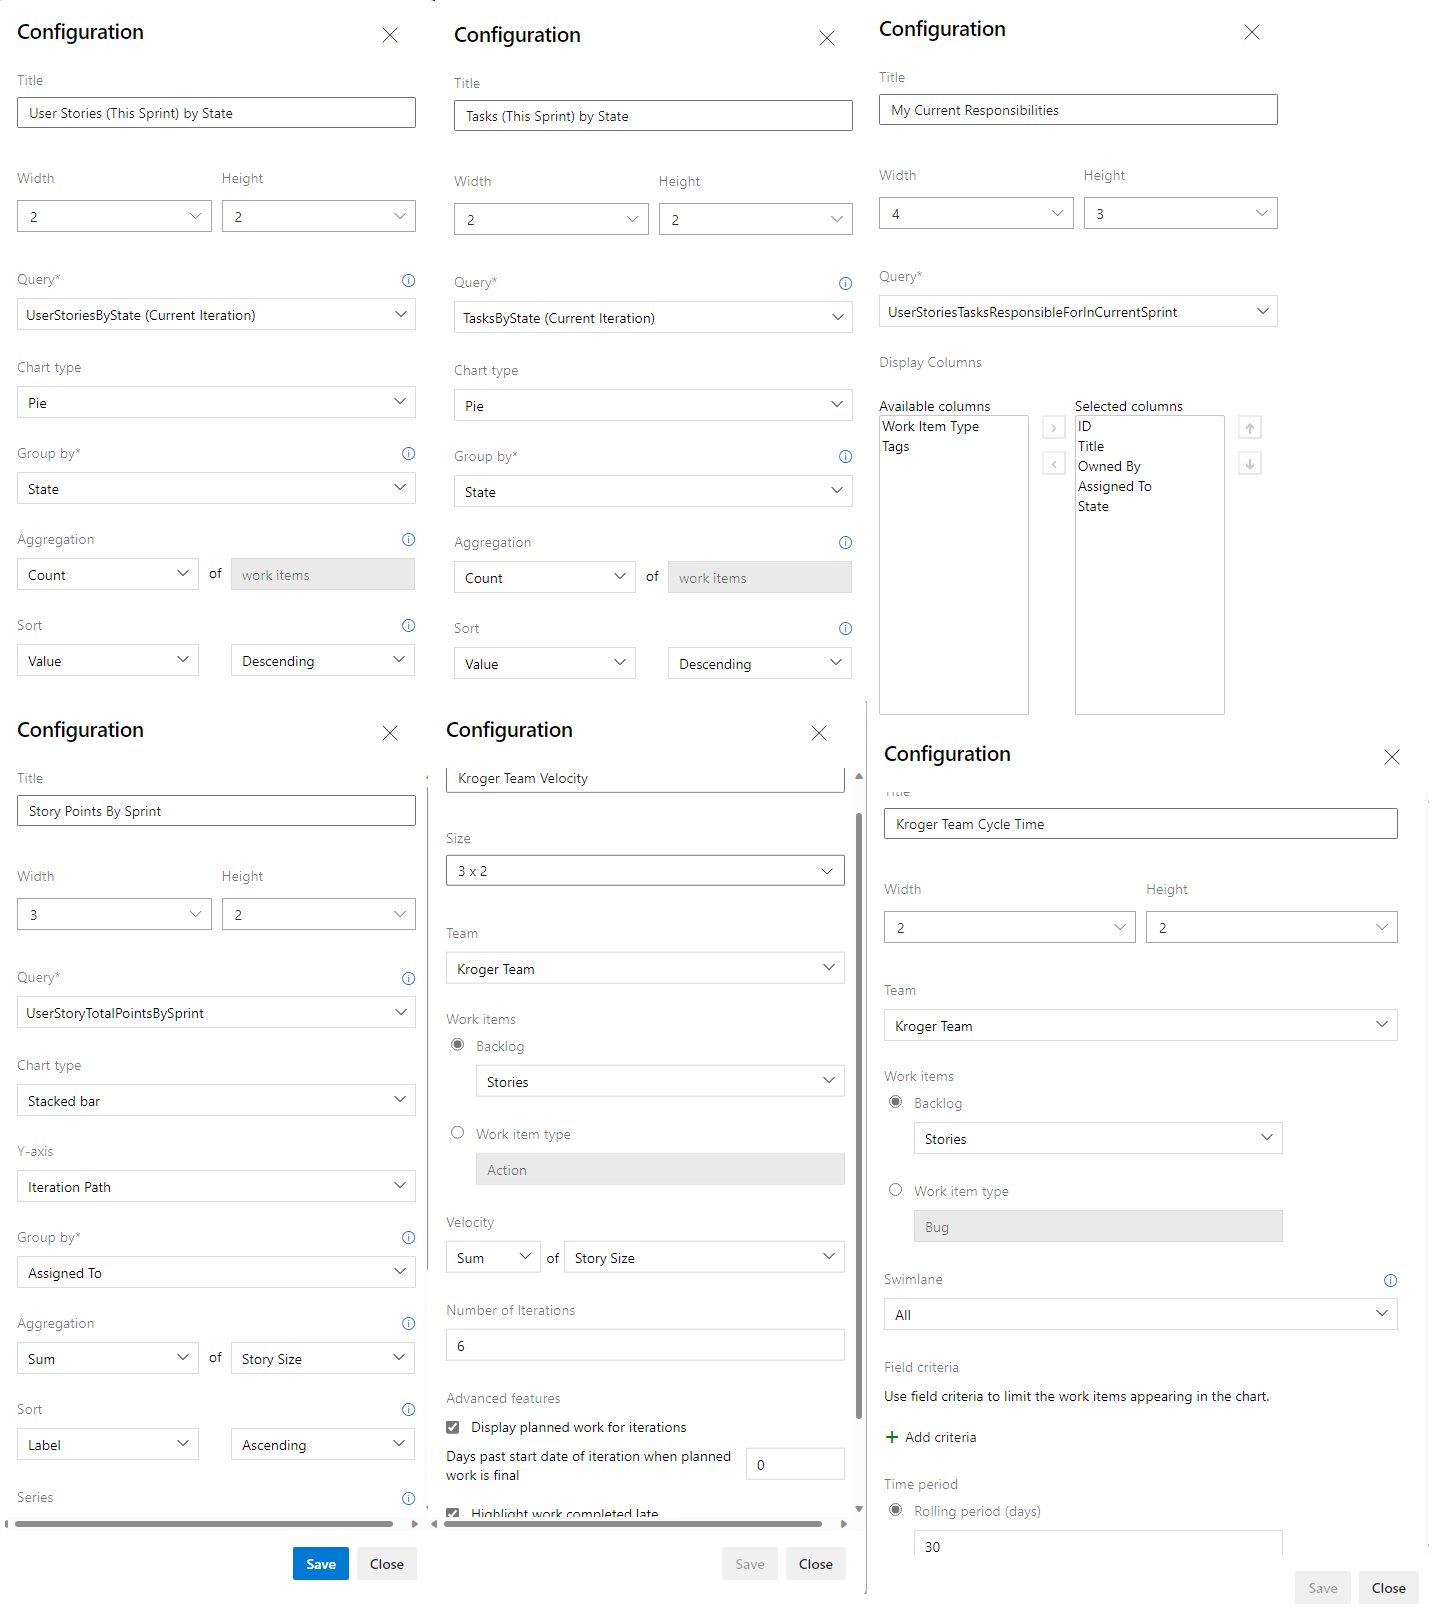 Configuration
Title
User Stories (This Sprint) by State
Width Height
2 2
Query*
UserStoriesByState (Current Iteration)
Chart type
Pie
Group by*
State
Aggregation
Count of work items
Sort
Value Descending
Configuration
Title
Tasks (This Sprint) by State
Width Height
2 2
Query*
TasksByState (Current Iteration)
Chart type
Pie
Group by*
State
Aggregation
Count of work items
Sort
Value Descending
Configuration
Title
My Current Responsibilities
Width Height
4 3
Query*
UserStoriesTasksResponsibleForInCurrentSprint
Display Columns
Available columns
Work Item Type
Tags
Selected columns
ID
Title
Owned By
Assigned To
State
Configuration
Title
Story Points By Sprint
Width Height
3 2
Query*
UserStoryTotalPointsBySprint
Chart type
Stacked bar
Y-axis
Iteration Path
Group by*
Assigned To
Aggregation
Sum of Story Size
Sort
Label Ascending
Series
Save Close
Configuration
Kroger Team Velocity
Size
3 x 2
Team
Kroger Team
Work items
Backlog
Stories
Work item type
Action
Velocity
Sum of Story Size
Number of Iterations
6
Advanced features
Display planned work for iterations
Days past start date of iteration when planned
work is final
0
Highlight work completed late
Save Close
Configuration
Title
Kroger Team Cycle Time
Width Height
2 2
Team
Kroger Team
Work items
Backlog
Stories
Work item type
Bug
Swimlane
All
Field criteria
Use field criteria to limit the work items appearing in the chart.
+ Add criteria
Time period
Rolling period (days)
30
Save Close